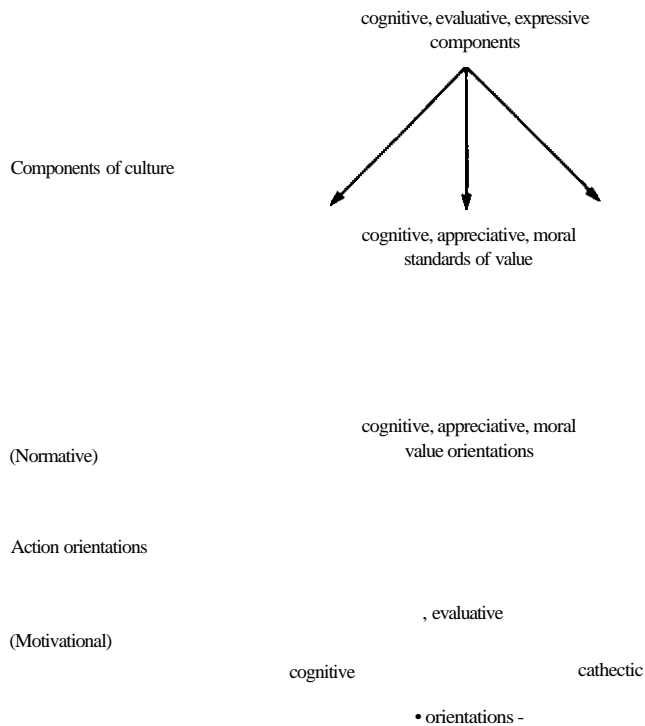 cognitive, evaluative, expressive
components
Components of culture
cognitive, appreciative, moral
standards of value
cognitive, appreciative, moral
(Normative)
value orientations
Action orientations
, evaluative
(Motivational)
cognitive
cathectic
• orientations -